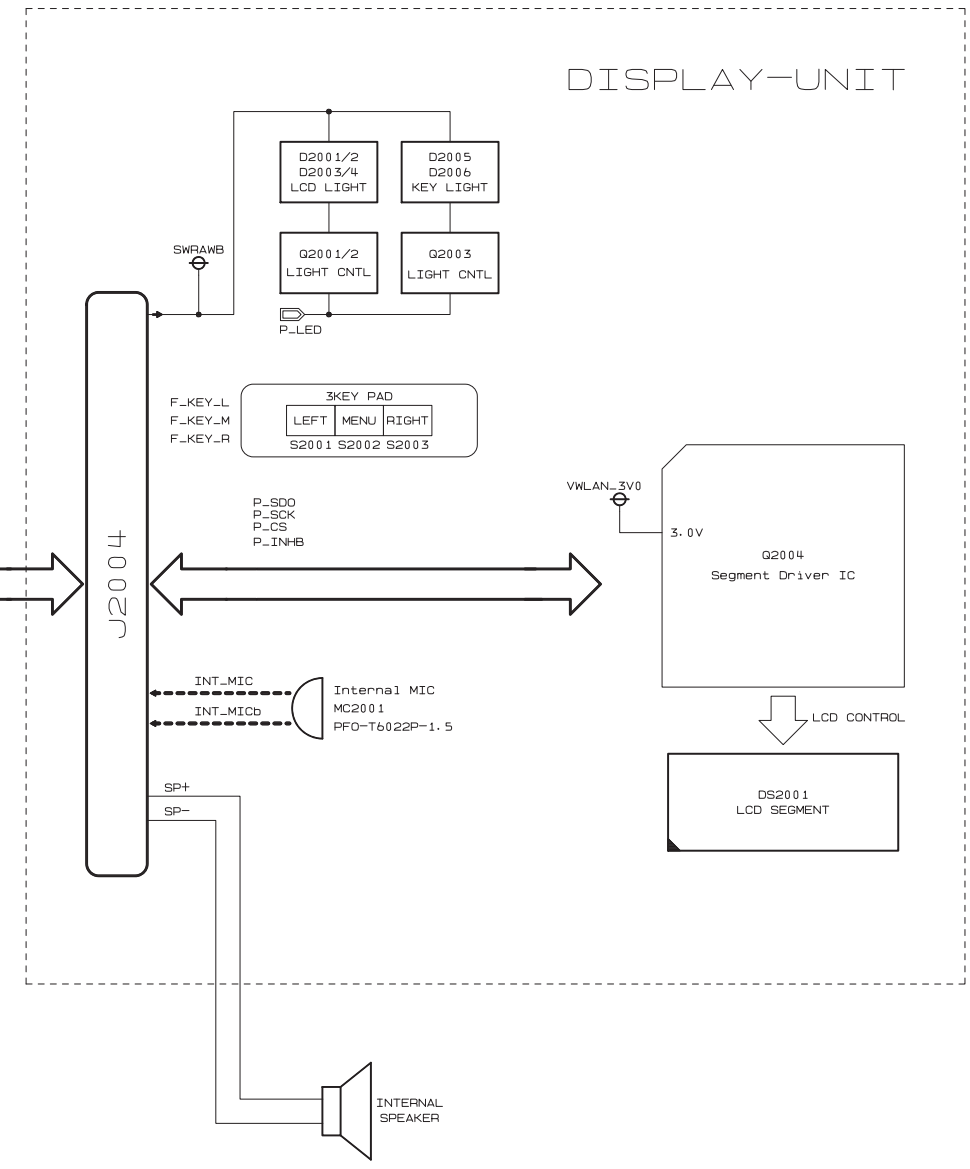 DISPLAY-UNIT
D2001/2
D2003/4
LCD LIGHT
D2005
D2006
KEY LIGHT
SWRAWB
Q2001/2
LIGHT CNTL
Q2003
LIGHT CNTL
P_LED
F_KEY_L
F_KEY_M
F_KEY_R
3KEY PAD
LEFT MENU RIGHT
S2001 S2002 S2003
P_SDO
P_SCK
P_CS
P_INHB
VWLAN_3V0
3.0V
Q2004
Segment Driver IC
J2004
INT_MIC
INT_MICb
Internal MIC
MC2001
PFO-T6022P-1.5
LCD CONTROL
SP+
SP-
DS2001
LCD SEGMENT
INTERNAL
SPEAKER